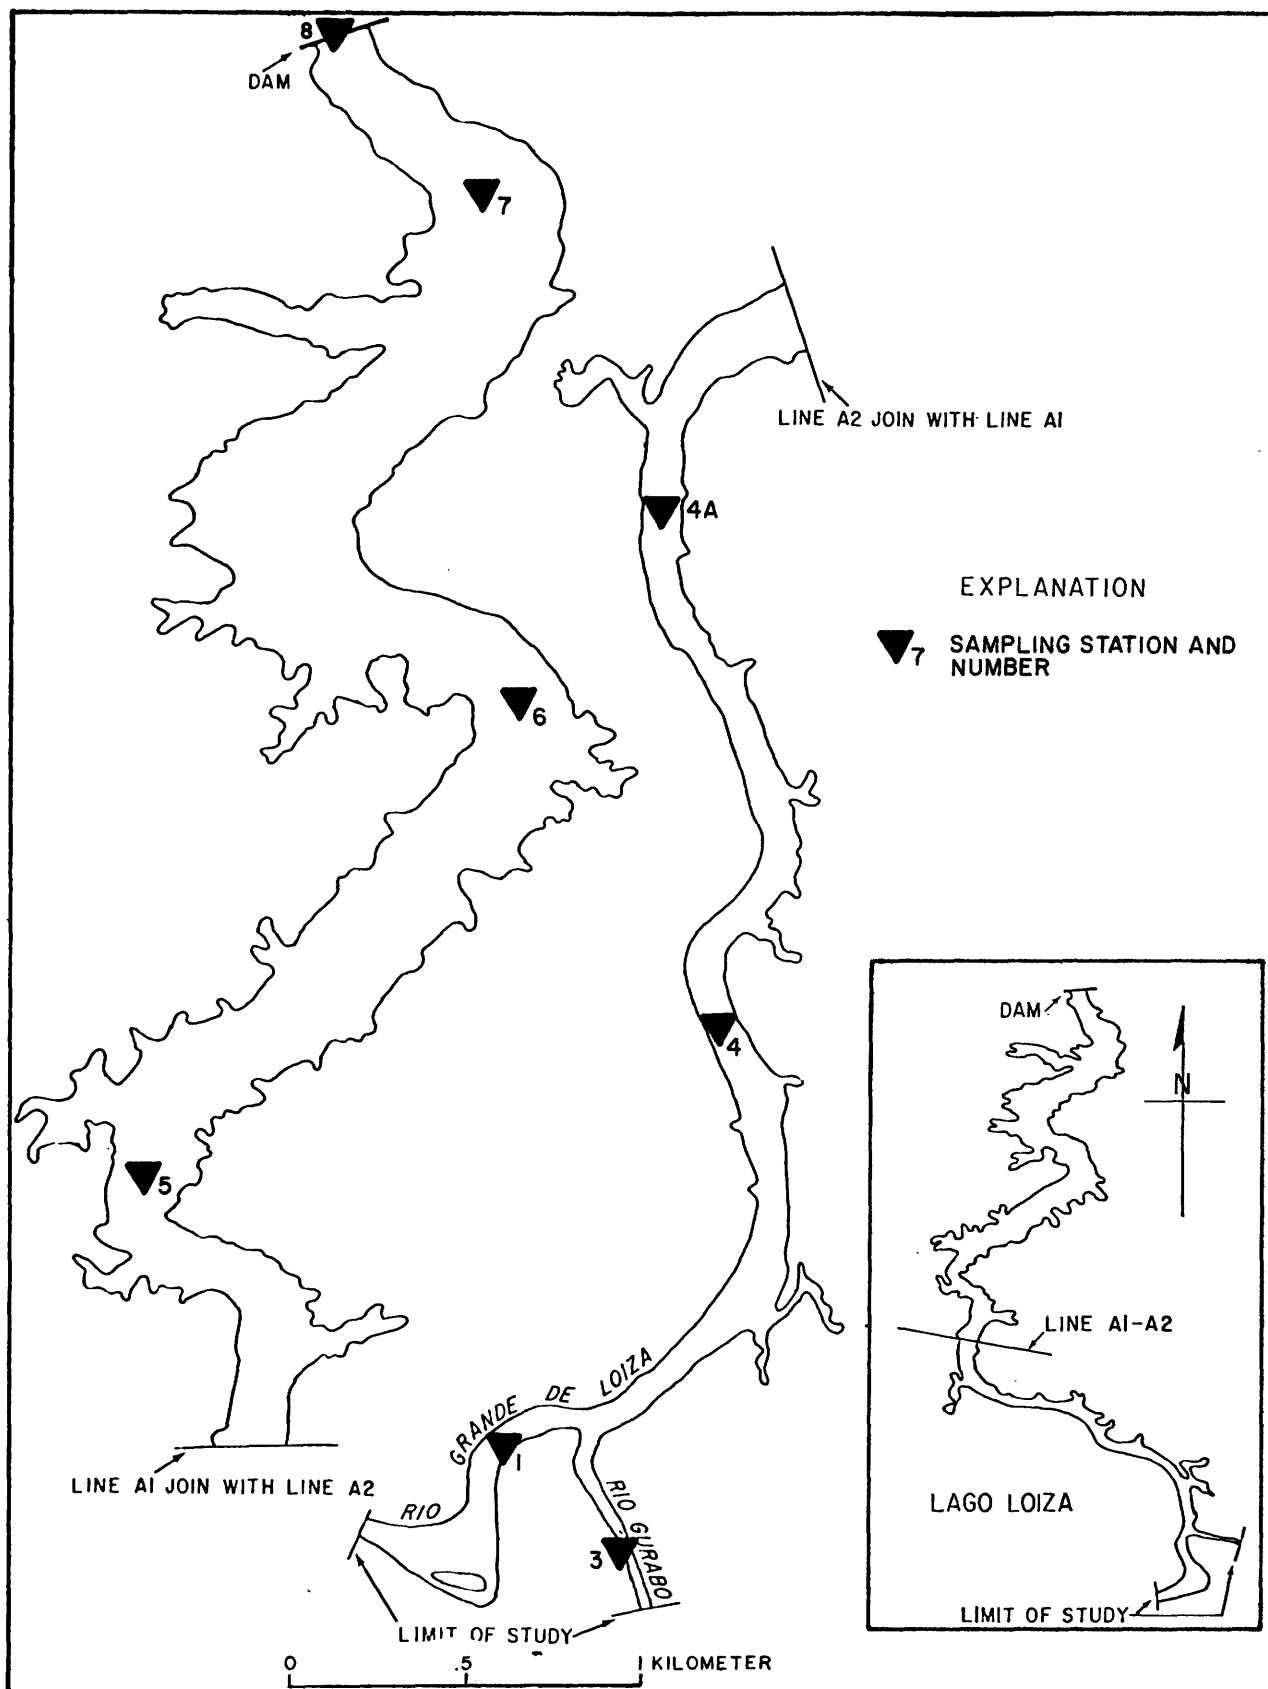 8
DAM
7
LINE A2 JOIN WITH LINE A1
4A
EXPLANATION
7 SAMPLING STATION AND
NUMBER
6
4
5
DAM
N
LINE A1-A2
LAGO LOIZA
LIMIT OF STUDY
RIO GRANDE DE LOIZA
1
LINE A1 JOIN WITH LINE A2
RIO GURABO
3
LIMIT OF STUDY
0 .5 1 KILOMETER